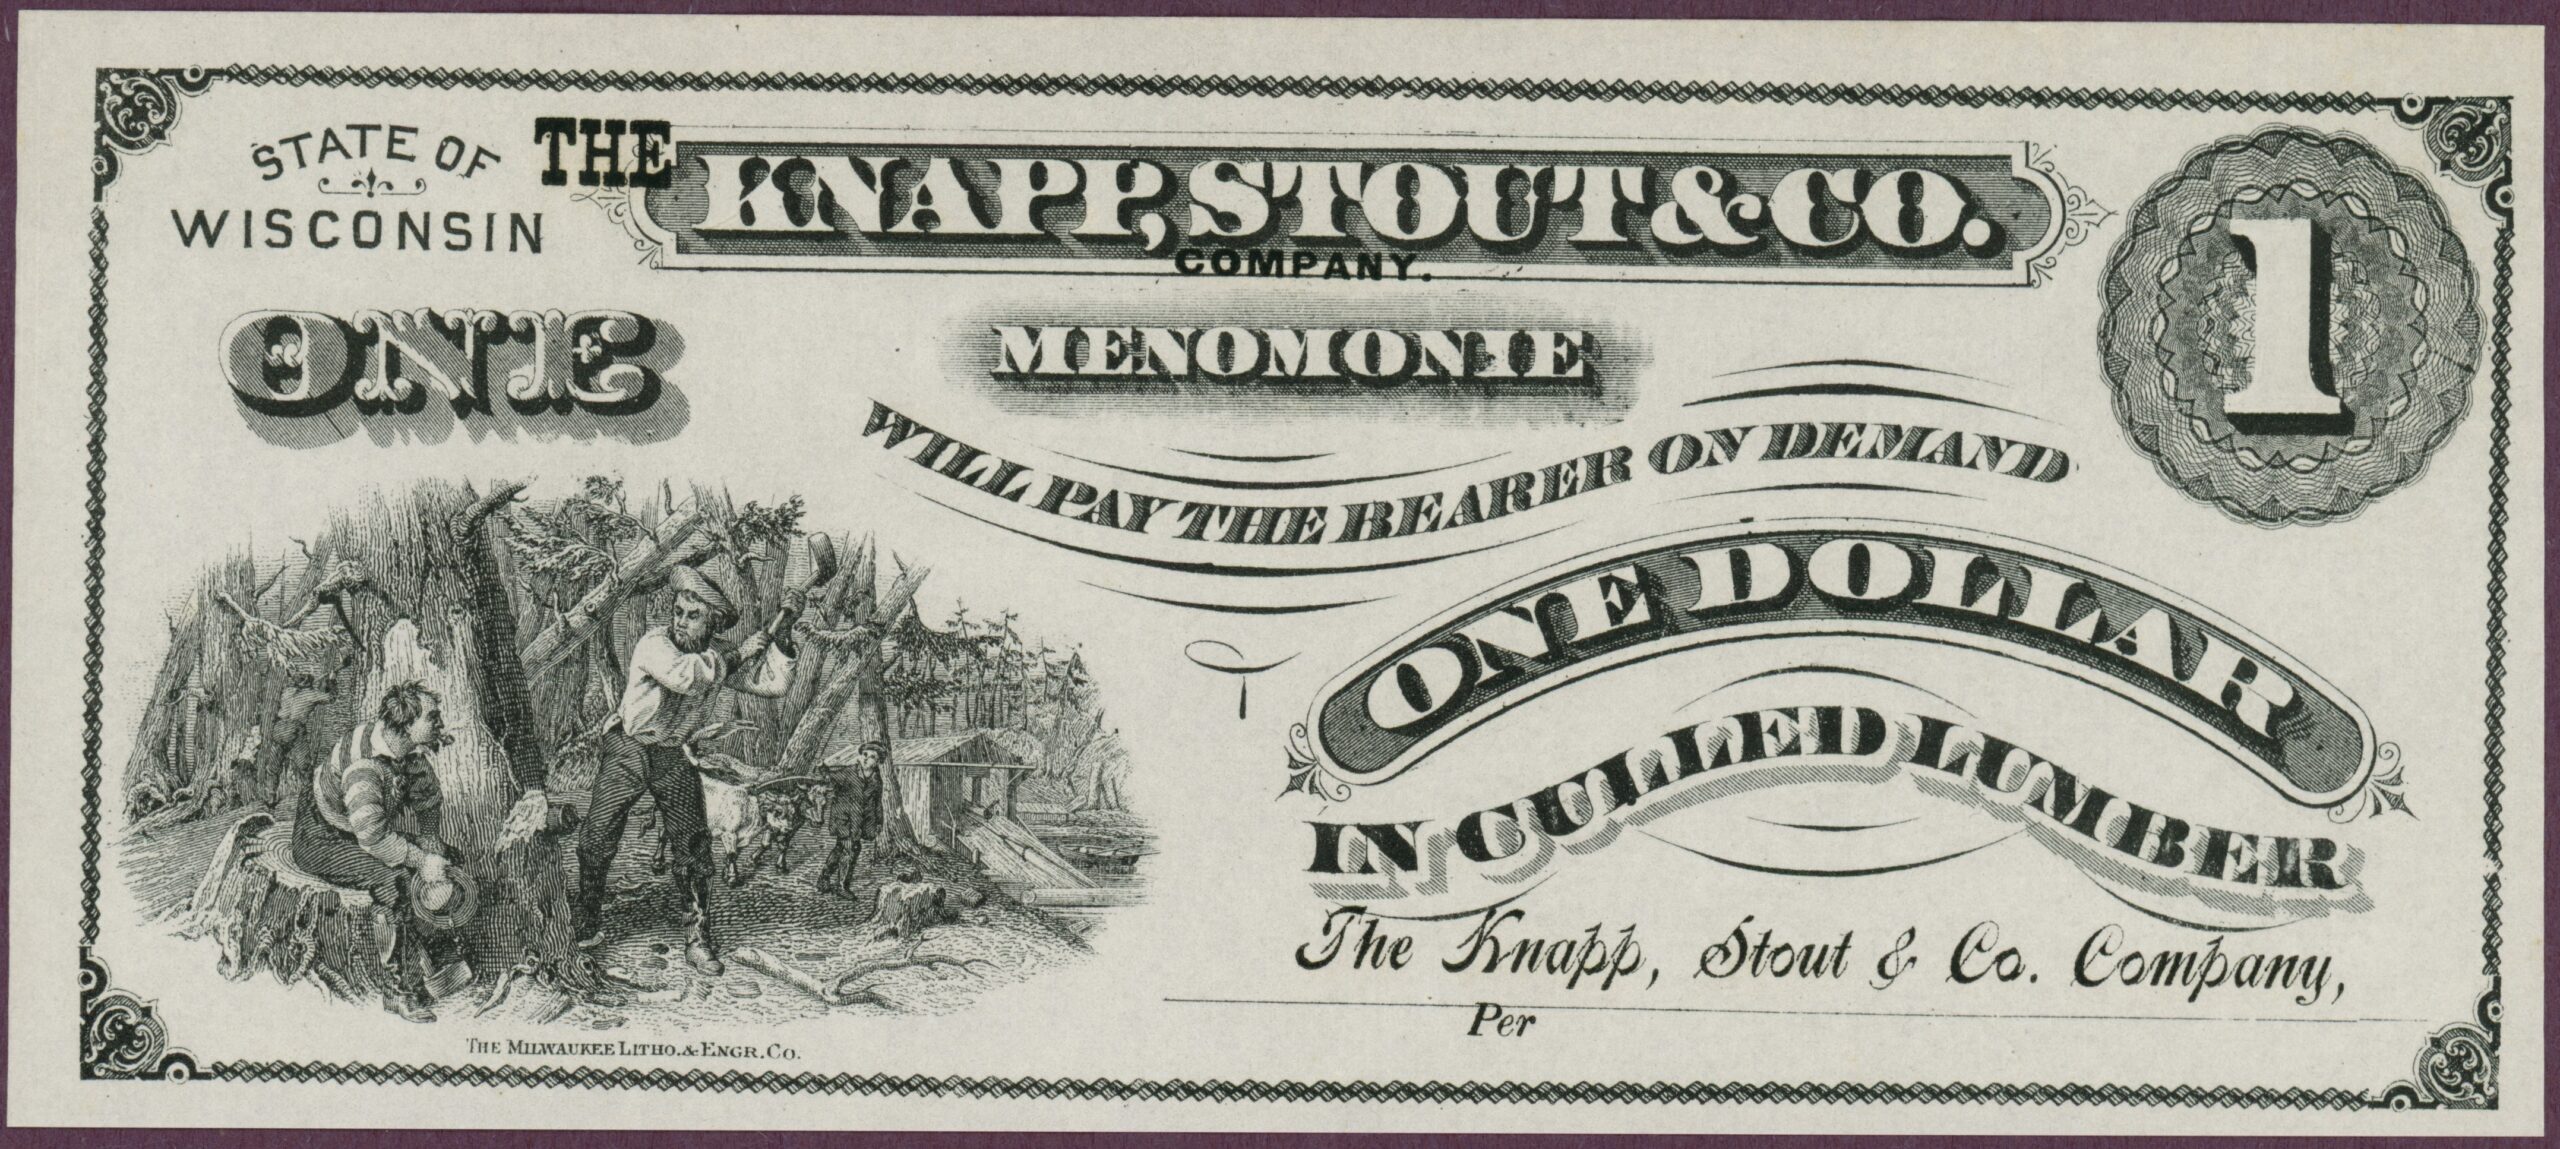 STATE OF
WISCONSIN
THE KNAPP, STOUT & CO.
COMPANY.
ONE
MENOMONIE
1
WILL PAY THE BEARER ON DEMAND
ONE DOLLAR
IN CULLED LUMBER
The Knapp, Stout & Co. Company,
Per
THE MILWAUKEE LITHO. & ENGR. CO.